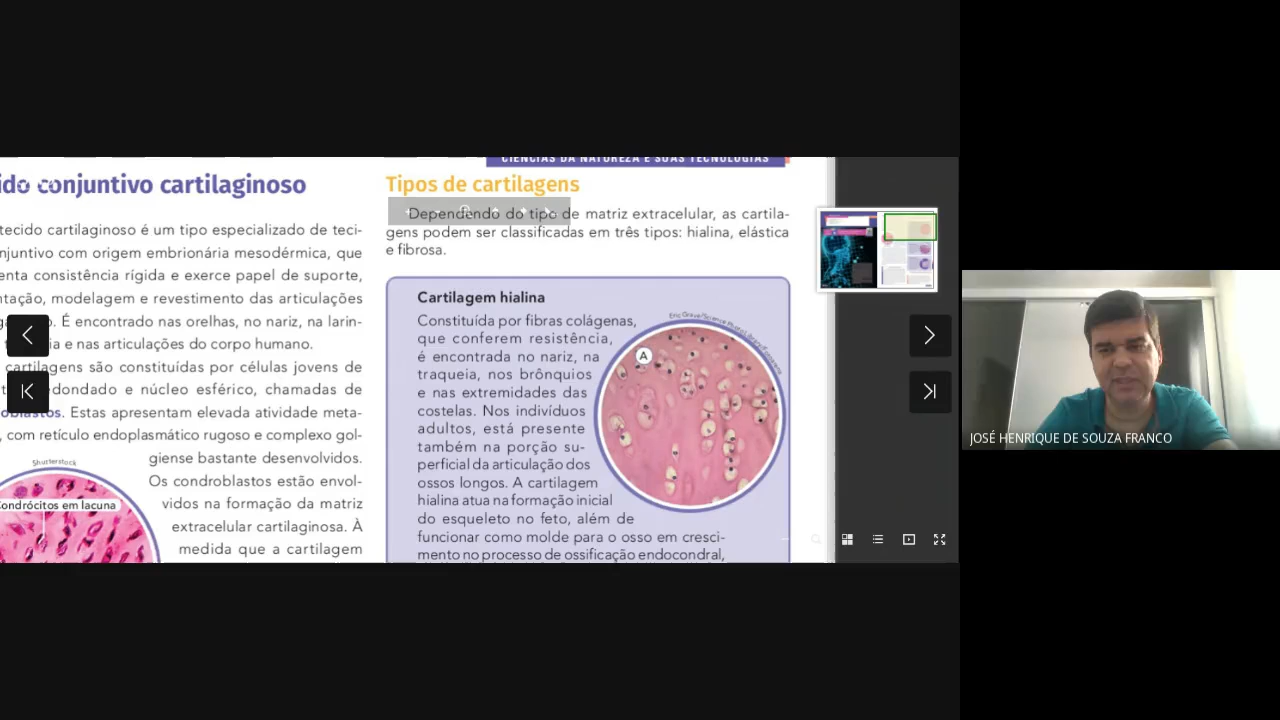 CIÊNCIAS DA NATUREZA E SUAS TECNOLOGIAS
conjuntivo cartilaginoso
tecido cartilaginoso é um tipo especializado de teci-
njuntivo com origem embrionária mesodérmica, que
enta consistência rígida e exerce papel de suporte,
ntação, modelagem e revestimento das articulações
É encontrado nas orelhas, no nariz, na larin-
ia e nas articulações do corpo humano.
cartilagens são constituídas por células jovens de
edondado e núcleo esférico, chamadas de
oblastos. Estas apresentam elevada atividade meta-
, com retículo endoplasmático rugoso e complexo gol-
giense bastante desenvolvidos.
Os condroblastos estão envol-
vidos na formação da matriz
extracelular cartilaginosa. À
medida que a cartilagem
Shutterstock
Condrócitos em lacuna
Tipos de cartilagens
Dependendo do tipo de matriz extracelular, as cartila-
gens podem ser classificadas em três tipos: hialina, elástica
e fibrosa.
Cartilagem hialina
Constituída por fibras colágenas,
que conferem resistência,
é encontrada no nariz, na
traqueia, nos brônquios
e nas extremidades das
costelas. Nos indivíduos
adultos, está presente
também na porção su-
perficial da articulação dos
ossos longos. A cartilagem
hialina atua na formação inicial
do esqueleto no feto, além de
funcionar como molde para o osso em cresci-
mento no processo de ossificação endocondral,
A
JOSÉ HENRIQUE DE SOUZA FRANCO